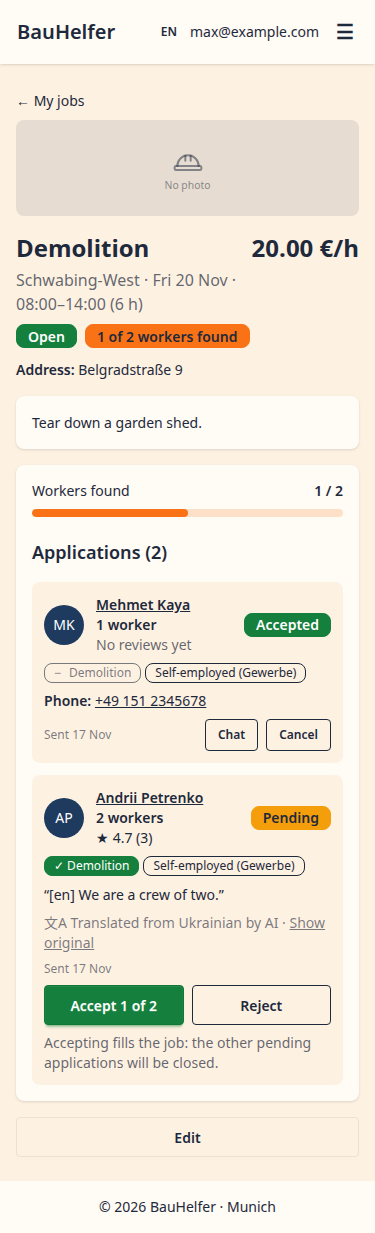 BauHelfer EN max@example.com ☰
← My jobs
No photo
Demolition 20.00 €/h
Schwabing-West · Fri 20 Nov ·
08:00–14:00 (6 h)
Open 1 of 2 workers found
Address: Belgradstraße 9
Tear down a garden shed.
Workers found 1 / 2
Applications (2)
MK Mehmet Kaya
1 worker
No reviews yet
Accepted
– Demolition Self-employed (Gewerbe)
Phone: +49 151 2345678
Sent 17 Nov Chat Cancel
AP Andrii Petrenko
2 workers
★ 4.7 (3)
Pending
✓ Demolition Self-employed (Gewerbe)
“[en] We are a crew of two.”
文A Translated from Ukrainian by AI · Show
original
Sent 17 Nov
Accept 1 of 2 Reject
Accepting fills the job: the other pending
applications will be closed.
Edit
© 2026 BauHelfer · Munich